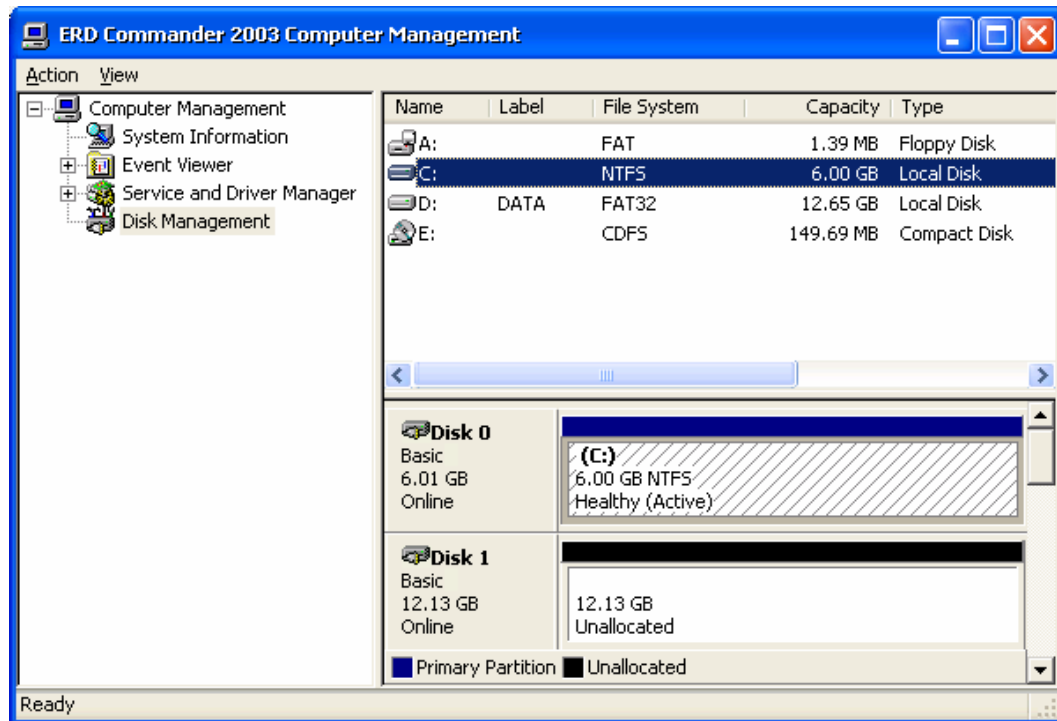 ERD Commander 2003 Computer Management
Action View
Computer Management
System Information
Event Viewer
Service and Driver Manager
Disk Management
Name Label File System Capacity Type
A: FAT 1.39 MB Floppy Disk
C: NTFS 6.00 GB Local Disk
D: DATA FAT32 12.65 GB Local Disk
E: CDFS 149.69 MB Compact Disk
Disk 0
Basic
6.01 GB
Online
(C:)
6.00 GB NTFS
Healthy (Active)
Disk 1
Basic
12.13 GB
Online
12.13 GB
Unallocated
Primary Partition Unallocated
Ready